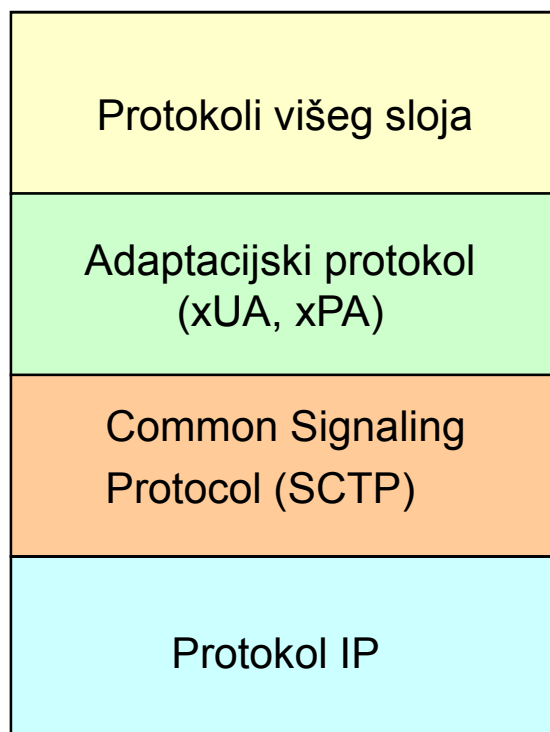 Protokoli višeg sloja
Adaptacijski protokol
(xUA, xPA)
Common Signaling
Protocol (SCTP)
Protokol IP